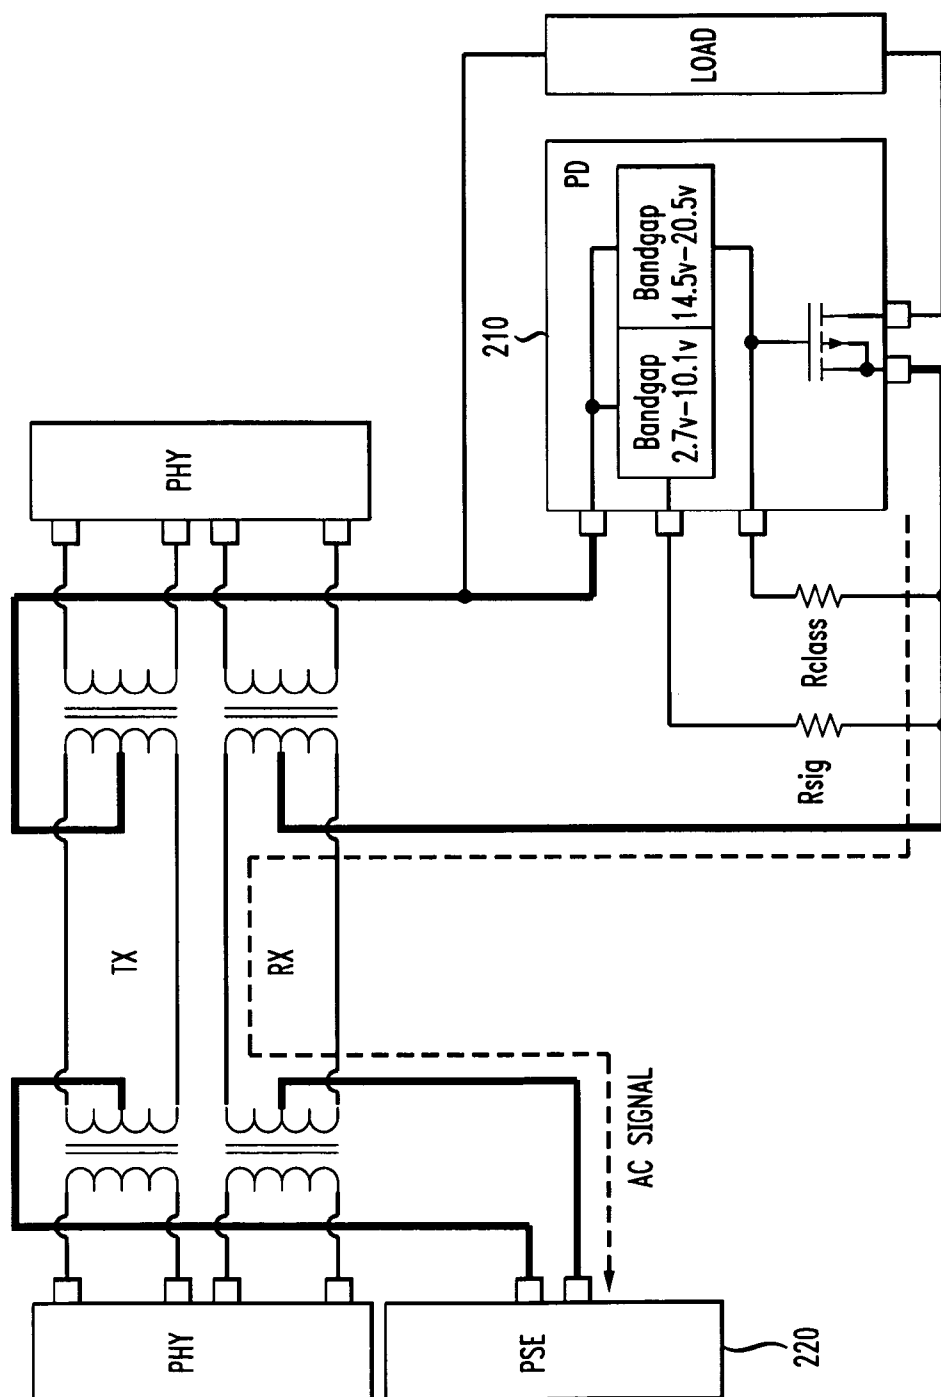 PHY
TX
RX
PHY
PSE
220
AC SIGNAL
Rsig
Rclass
210
PD
Bandgap
2.7v–10.1v
Bandgap
14.5v–20.5v
LOAD